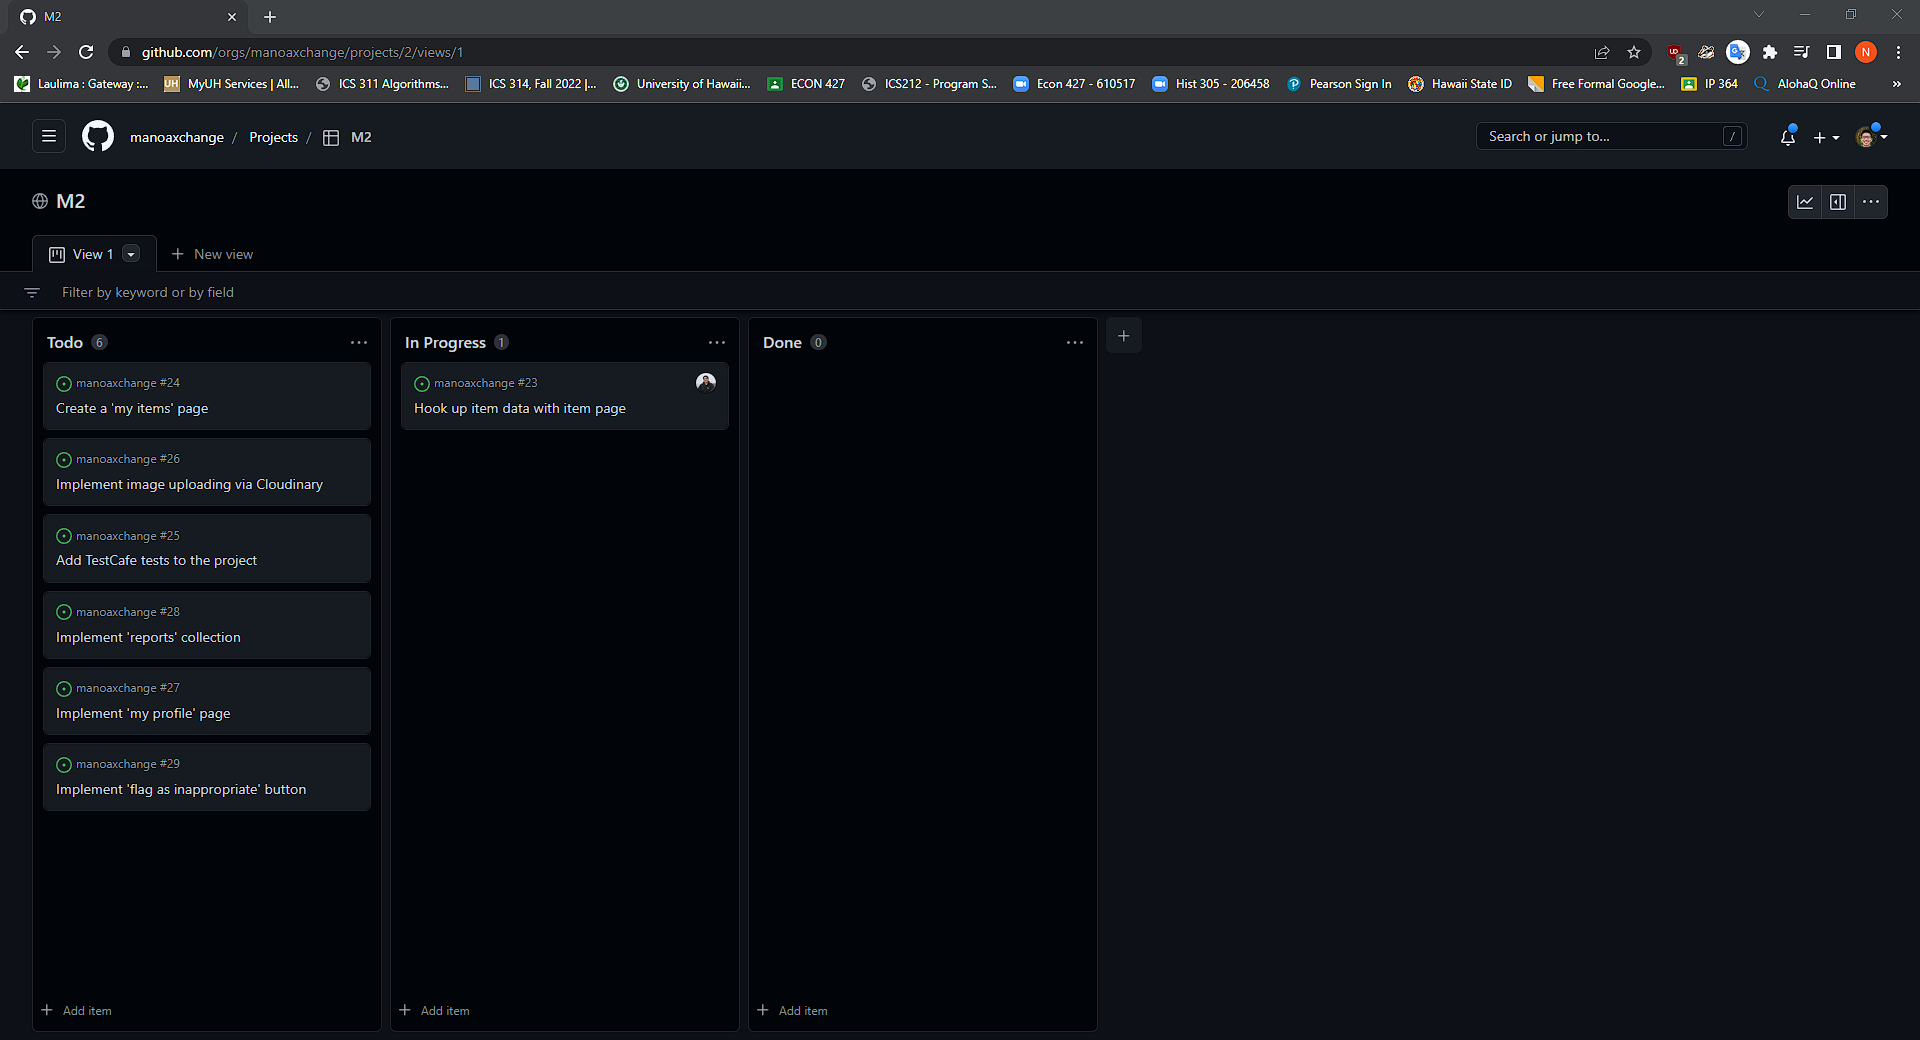 M2
github.com/orgs/manoaxchange/projects/2/views/1
2
N
Laulima : Gateway :...
UH
MyUH Services | All...
ICS 311 Algorithms...
ICS 314, Fall 2022 |...
University of Hawaii...
ECON 427
ICS212 - Program S...
Econ 427 - 610517
Hist 305 - 206458
Pearson Sign In
Hawaii State ID
Free Formal Google...
IP 364
AlohaQ Online
»
manoaxchange / Projects / M2
Search or jump to...
/
M2
View 1
New view
Filter by keyword or by field
Todo 6
manoaxchange #24
Create a 'my items' page
manoaxchange #26
Implement image uploading via Cloudinary
manoaxchange #25
Add TestCafe tests to the project
manoaxchange #28
Implement 'reports' collection
manoaxchange #27
Implement 'my profile' page
manoaxchange #29
Implement 'flag as inappropriate' button
Add item
In Progress 1
manoaxchange #23
Hook up item data with item page
Add item
Done 0
Add item